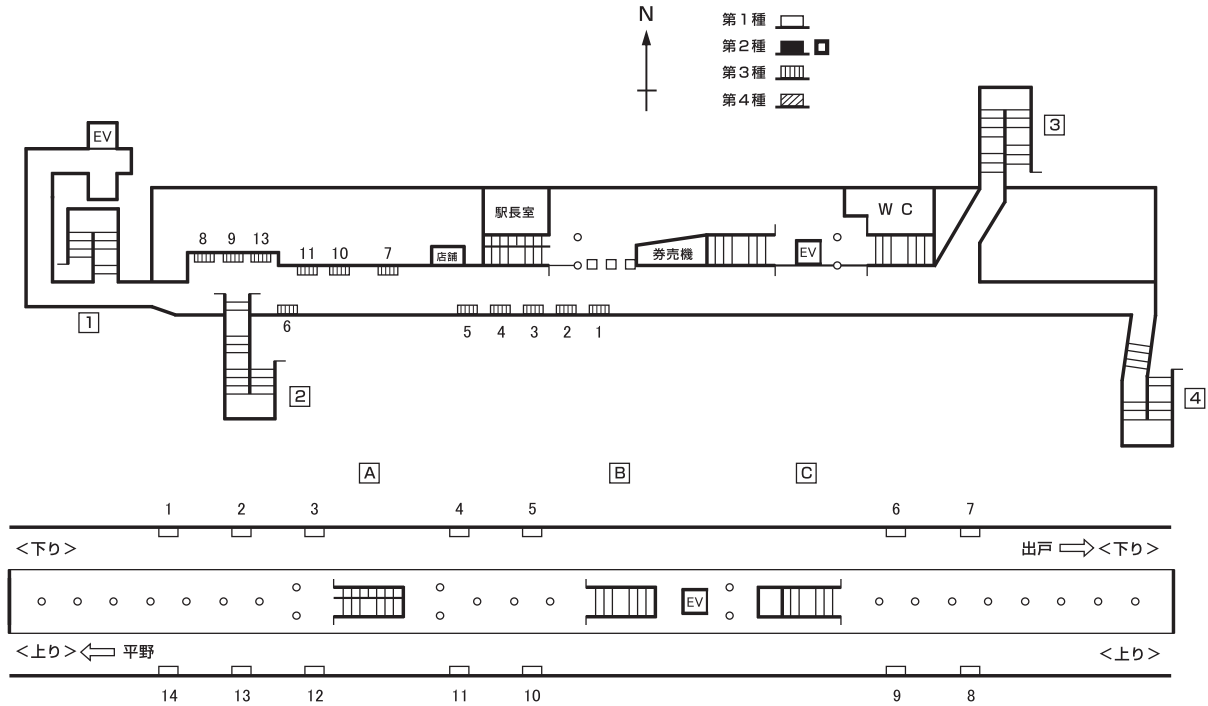 N
第1種
第2種
第3種
第4種
EV
3
駅長室
W C
8 9 13 11 10 7
店舗
券売機
EV
1
6 5 4 3 2 1
2
4
A B C
1 2 3 4 5 6 7
＜下り＞ 出戸 ＜下り＞
EV
＜上り＞ 平野 ＜上り＞
14 13 12 11 10 9 8